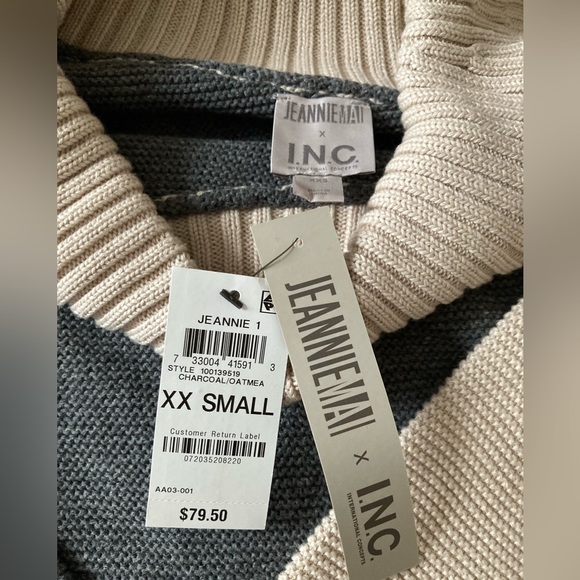 JEANNIEMAI
X
I.N.C.
INTERNATIONAL CONCEPTS
JEANNIE 1
7 33004 41591 3
STYLE 100139519
CHARCOAL/OATMEA
XX SMALL
Customer Return Label
072035208220
AA03-001
$79.50
JEANNIEMAI
X
I.N.C.
INTERNATIONAL CONCEPTS